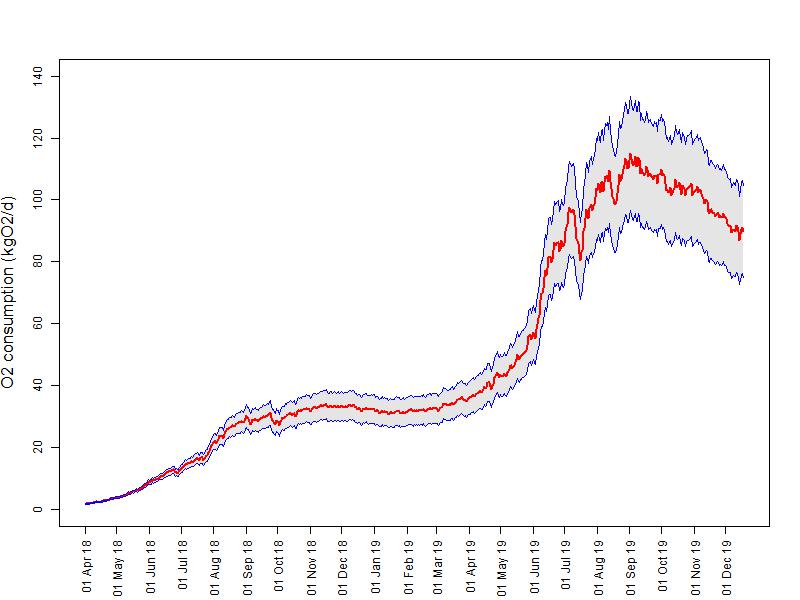 O2 consumption (kgO2/d)
140
120
100
80
60
40
20
0
01 Apr 18
01 May 18
01 Jun 18
01 Jul 18
01 Aug 18
01 Sep 18
01 Oct 18
01 Nov 18
01 Dec 18
01 Jan 19
01 Feb 19
01 Mar 19
01 Apr 19
01 May 19
01 Jun 19
01 Jul 19
01 Aug 19
01 Sep 19
01 Oct 19
01 Nov 19
01 Dec 19